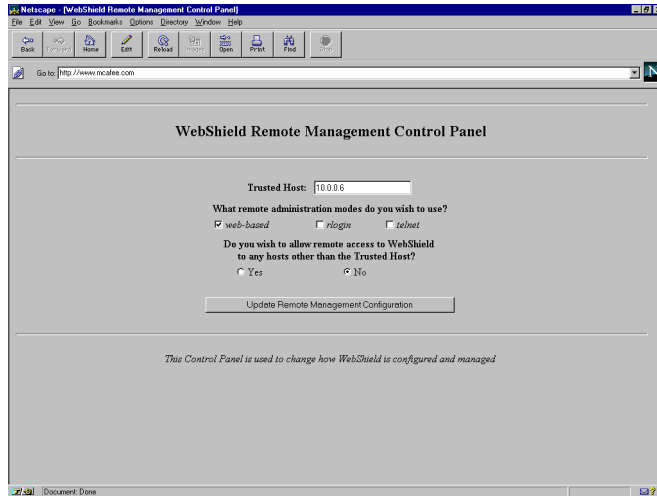 Netscape - [WebShield Remote Management Control Panel]
File Edit View Go Bookmarks Options Directory Window Help
Back Forward Home Edit Reload Images Open Print Find Stop
Go to: http://www.mcafee.com
N
WebShield Remote Management Control Panel
Trusted Host: 10.0.0.6
What remote administration modes do you wish to use?
web-based rlogin telnet
Do you wish to allow remote access to WebShield
to any hosts other than the Trusted Host?
Yes No
Update Remote Management Configuration
This Control Panel is used to change how WebShield is configured and managed
Document: Done